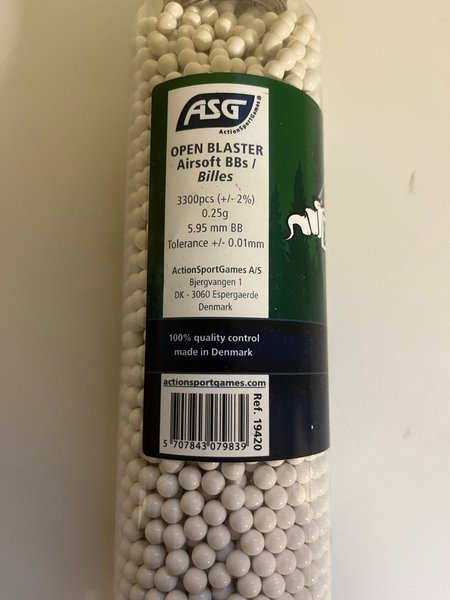 ASG
ActionSportGames®
OPEN BLASTER
Airsoft BBs /
Billes
3300pcs (+/- 2%)
0.25g
5.95 mm BB
Tolerance +/- 0.01mm
ActionSportGames A/S
Bjergvangen 1
DK - 3060 Espergaerde
Denmark
100% quality control
made in Denmark
actionsportgames.com
Ref. 19420
5 707843 079839